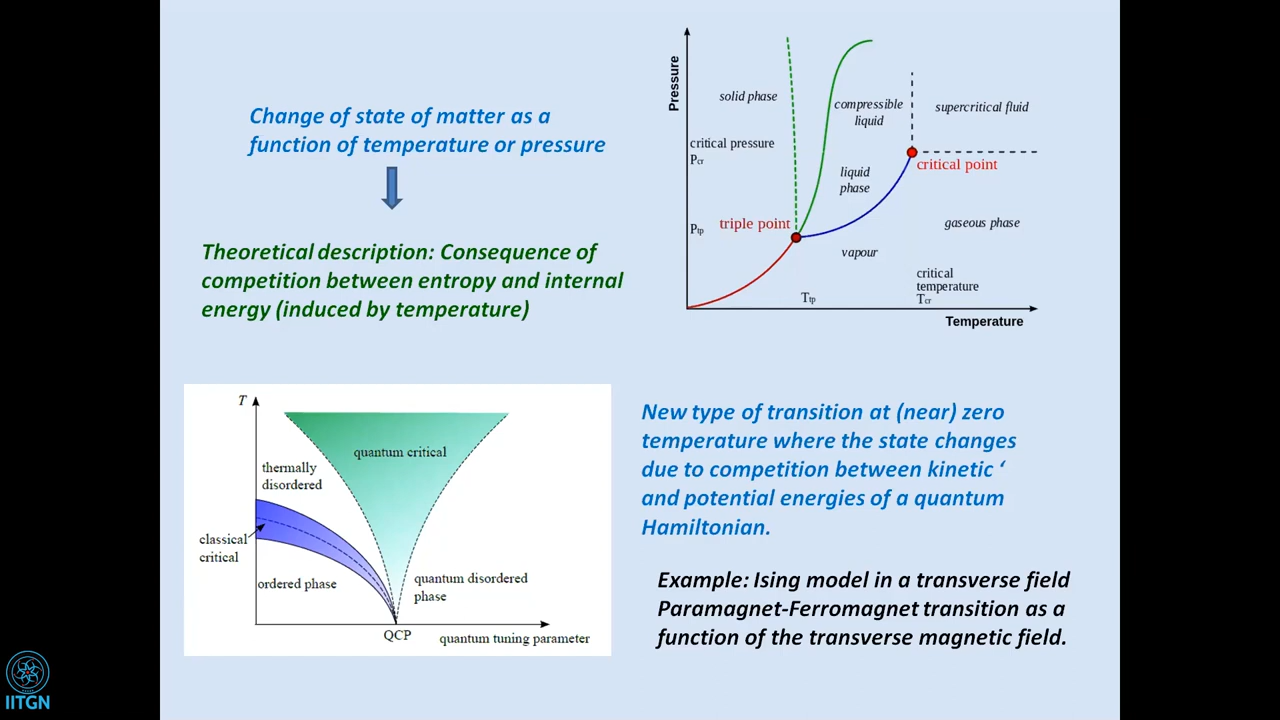 Change of state of matter as a
function of temperature or pressure
Theoretical description: Consequence of
competition between entropy and internal
energy (induced by temperature)
Pressure
solid phase
compressible
liquid
supercritical fluid
critical pressure
Pcr
critical point
liquid
phase
triple point
Ptp
gaseous phase
vapour
critical
temperature
Tcr
Ttp
Temperature
T
quantum critical
thermally
disordered
classical
critical
ordered phase
quantum disordered
phase
QCP
quantum tuning parameter
New type of transition at (near) zero
temperature where the state changes
due to competition between kinetic ‘
and potential energies of a quantum
Hamiltonian.
Example: Ising model in a transverse field
Paramagnet-Ferromagnet transition as a
function of the transverse magnetic field.
IITGN